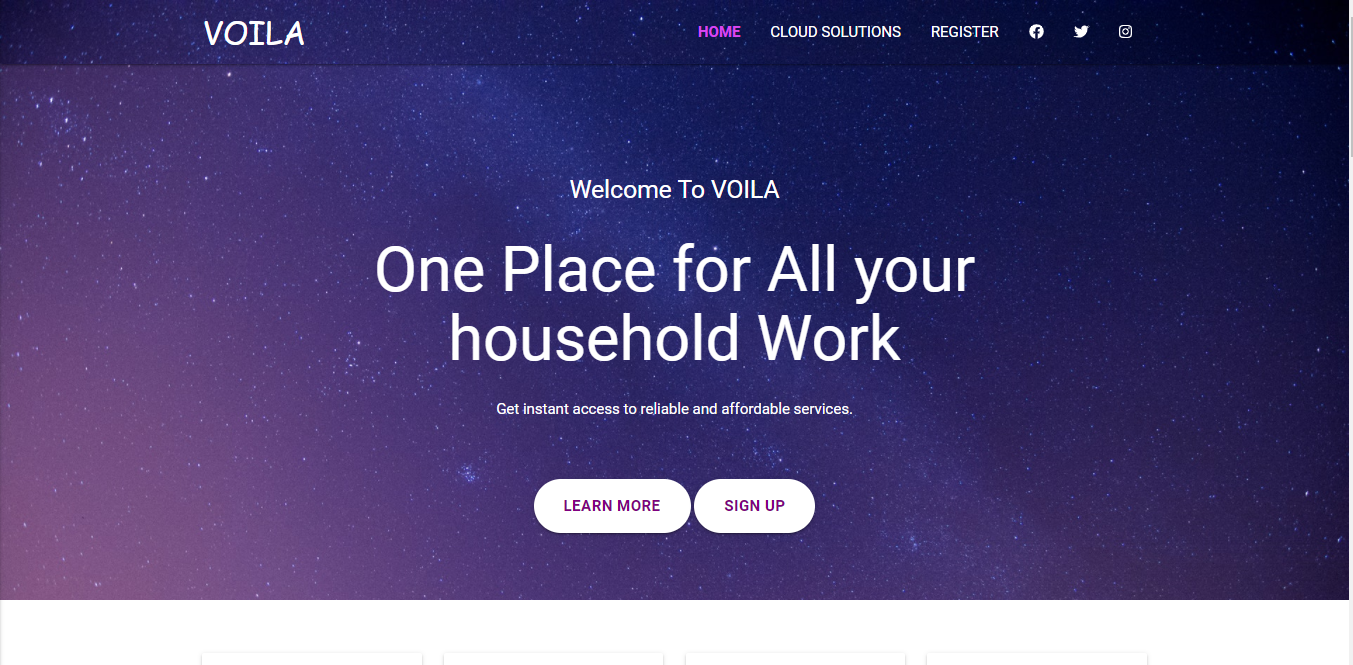 VOILA
HOME CLOUD SOLUTIONS REGISTER
Welcome To VOILA
One Place for All your
household Work
Get instant access to reliable and affordable services.
LEARN MORE SIGN UP